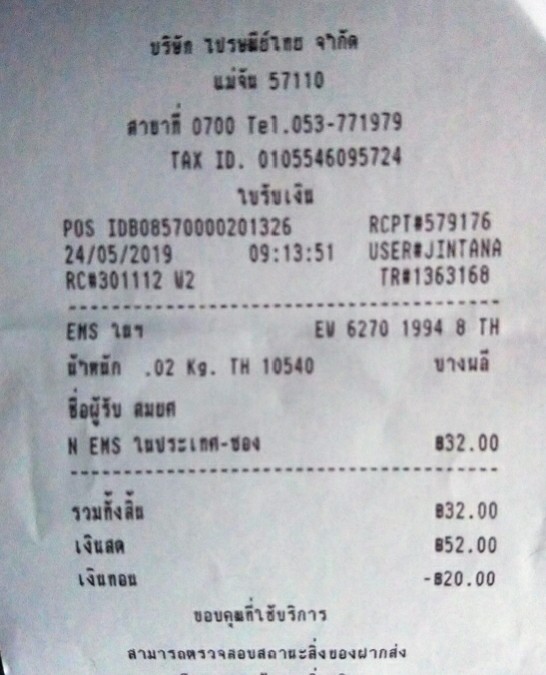 บริษัท ไปรษณีย์ไทย จำกัด
แม่จัน 57110
สาขาที่ 0700 Tel.053-771979
TAX ID. 0105546095724
ใบรับเงิน
POS IDB08570000201326 RCPT#579176
24/05/2019 09:13:51 USER#JINTANA
RC#301112 W2 TR#1363168
EMS ในฯ EW 6270 1994 8 TH
น้ำหนัก .02 Kg. TH 10540 บางพลี
ชื่อผู้รับ สมยศ
N EMS ในประเทศ-ซอง ฿32.00
รวมทั้งสิ้น ฿32.00
เงินสด ฿52.00
เงินทอน -฿20.00
ขอบคุณที่ใช้บริการ
สามารถตรวจสอบสถานะสิ่งของฝากส่ง